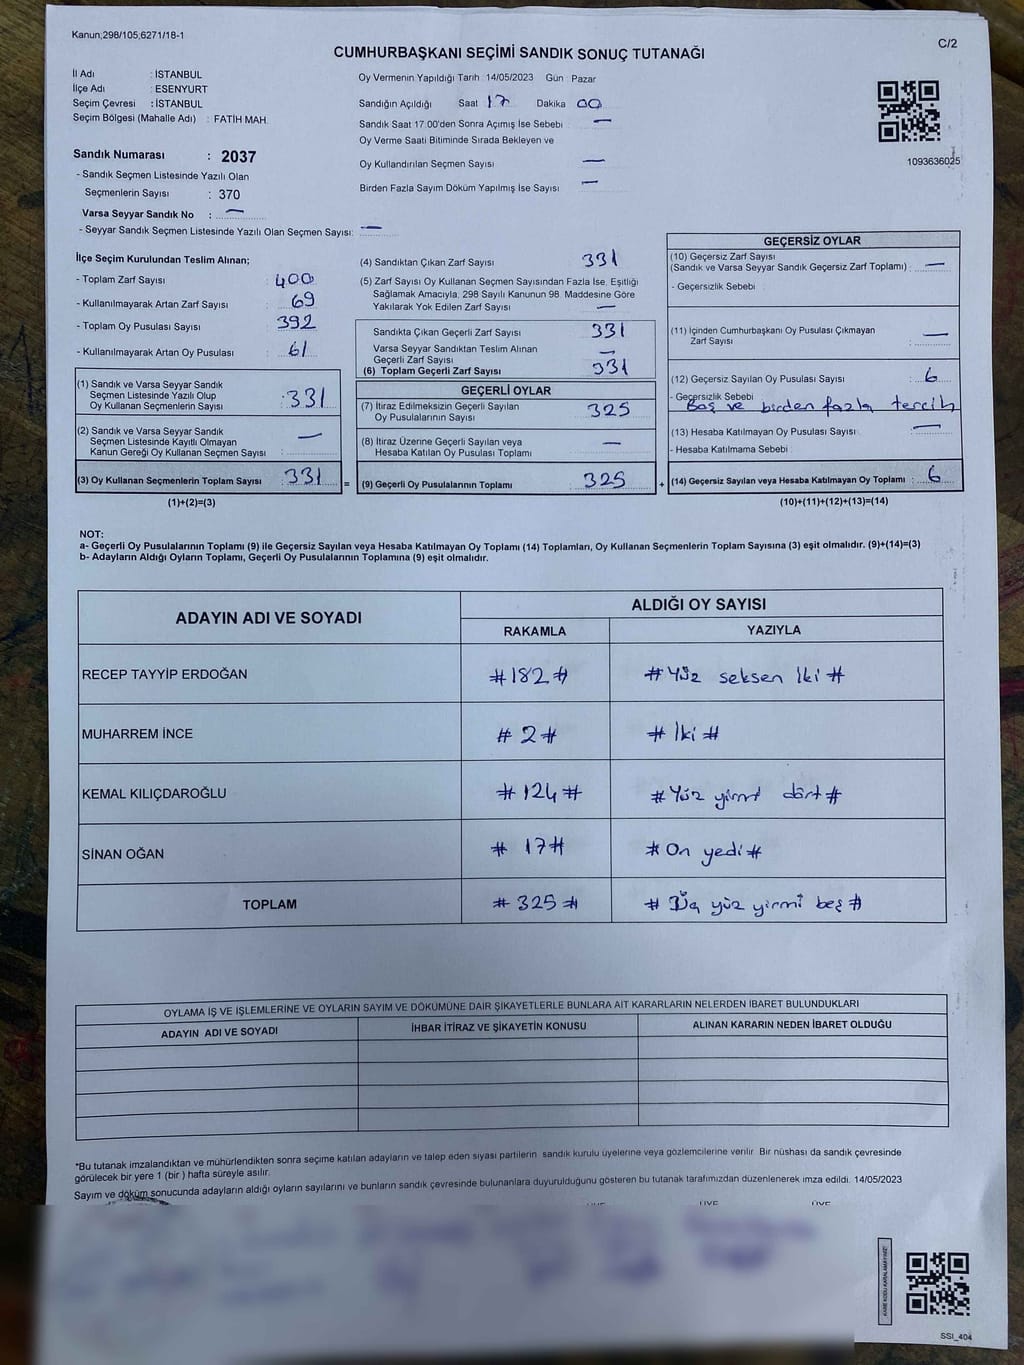 Kanun;298/105;6271/18-1
C/2
CUMHURBAŞKANI SEÇİMİ SANDIK SONUÇ TUTANAĞI
İl Adı : İSTANBUL
İlçe Adı : ESENYURT
Seçim Çevresi : İSTANBUL
Seçim Bölgesi (Mahalle Adı) : FATİH MAH.
Oy Vermenin Yapıldığı Tarih : 14/05/2023 Gün : Pazar
Sandığın Açıldığı Saat 17 Dakika 00
Sandık Saat 17:00'den Sonra Açımış İse Sebebi : —
Oy Verme Saati Bitiminde Sırada Bekleyen ve
Oy Kullandırılan Seçmen Sayısı —
Birden Fazla Sayım Döküm Yapılmış İse Sayısı : —
1093636025
Sandık Numarası : 2037
- Sandık Seçmen Listesinde Yazılı Olan
Seçmenlerin Sayısı : 370
Varsa Seyyar Sandık No : —
- Seyyar Sandık Seçmen Listesinde Yazılı Olan Seçmen Sayısı: —
İlçe Seçim Kurulundan Teslim Alınan;
- Toplam Zarf Sayısı : 400
- Kullanılmayarak Artan Zarf Sayısı : 69
- Toplam Oy Pusulası Sayısı : 392
- Kullanılmayarak Artan Oy Pusulası : 61
(1) Sandık ve Varsa Seyyar Sandık
Seçmen Listesinde Yazılı Olup
Oy Kullanan Seçmenlerin Sayısı : 331
(2) Sandık ve Varsa Seyyar Sandık
Seçmen Listesinde Kayıtlı Olmayan
Kanun Gereği Oy Kullanan Seçmen Sayısı : —
(3) Oy Kullanan Seçmenlerin Toplam Sayısı : 331 =
(1)+(2)=(3)
(4) Sandıktan Çıkan Zarf Sayısı 331
(5) Zarf Sayısı Oy Kullanan Seçmen Sayısından Fazla İse, Eşitliği
Sağlamak Amacıyla, 298 Sayılı Kanunun 98. Maddesine Göre
Yakılarak Yok Edilen Zarf Sayısı —
Sandıkta Çıkan Geçerli Zarf Sayısı 331
Varsa Seyyar Sandıktan Teslim Alınan
Geçerli Zarf Sayısı —
(6) Toplam Geçerli Zarf Sayısı 331
GEÇERLİ OYLAR
(7) İtiraz Edilmeksizin Geçerli Sayılan
Oy Pusulalarının Sayısı 325
(8) İtiraz Üzerine Geçerli Sayılan veya
Hesaba Katılan Oy Pusulası Toplamı —
(9) Geçerli Oy Pusulalarının Toplamı 325 +
GEÇERSİZ OYLAR
(10) Geçersiz Zarf Sayısı
(Sandık ve Varsa Seyyar Sandık Geçersiz Zarf Toplamı) : —
- Geçersizlik Sebebi :
(11) İçinden Cumhurbaşkanı Oy Pusulası Çıkmayan
Zarf Sayısı : —
(12) Geçersiz Sayılan Oy Pusulası Sayısı : 6
- Geçersizlik Sebebi :
Boş ve birden fazla tercih
(13) Hesaba Katılmayan Oy Pusulası Sayısı : —
- Hesaba Katılmama Sebebi :
(14) Geçersiz Sayılan veya Hesaba Katılmayan Oy Toplamı : 6
(10)+(11)+(12)+(13)=(14)
NOT:
a- Geçerli Oy Pusulalarının Toplamı (9) ile Geçersiz Sayılan veya Hesaba Katılmayan Oy Toplamı (14) Toplamları, Oy Kullanan Seçmenlerin Toplam Sayısına (3) eşit olmalıdır. (9)+(14)=(3)
b- Adayların Aldığı Oyların Toplamı, Geçerli Oy Pusulalarının Toplamına (9) eşit olmalıdır.
ADAYIN ADI VE SOYADI ALDIĞI OY SAYISI
RAKAMLA YAZIYLA
RECEP TAYYİP ERDOĞAN #182# #Yüz seksen İki#
MUHARREM İNCE #2# #İki#
KEMAL KILIÇDAROĞLU #124# #Yüz yirmi dört#
SİNAN OĞAN #17# #On yedi#
TOPLAM #325# #Üç yüz yirmi beş#
OYLAMA İŞ VE İŞLEMLERİNE VE OYLARIN SAYIM VE DÖKÜMÜNE DAİR ŞİKAYETLERLE BUNLARA AİT KARARLARIN NELERDEN İBARET BULUNDUKLARI
ADAYIN ADI VE SOYADI İHBAR İTİRAZ VE ŞİKAYETİN KONUSU ALINAN KARARIN NEDEN İBARET OLDUĞU
*Bu tutanak imzalandıktan ve mühürlendikten sonra seçime katılan adayların ve talep eden siyasi partilerin sandık kurulu üyelerine veya gözlemcilerine verilir. Bir nüshası da sandık çevresinde
görülecek bir yere 1 (bir ) hafta süreyle asılır.
Sayım ve döküm sonucunda adayların aldığı oyların sayılarını ve bunların sandık çevresinde bulunanlara duyurulduğunu gösteren bu tutanak tarafımızdan düzenlenerek imza edildi. 14/05/2023
ÜYE ÜYE ÜYE
KARE KODU KARALAMAYINIZ!
SSI_404